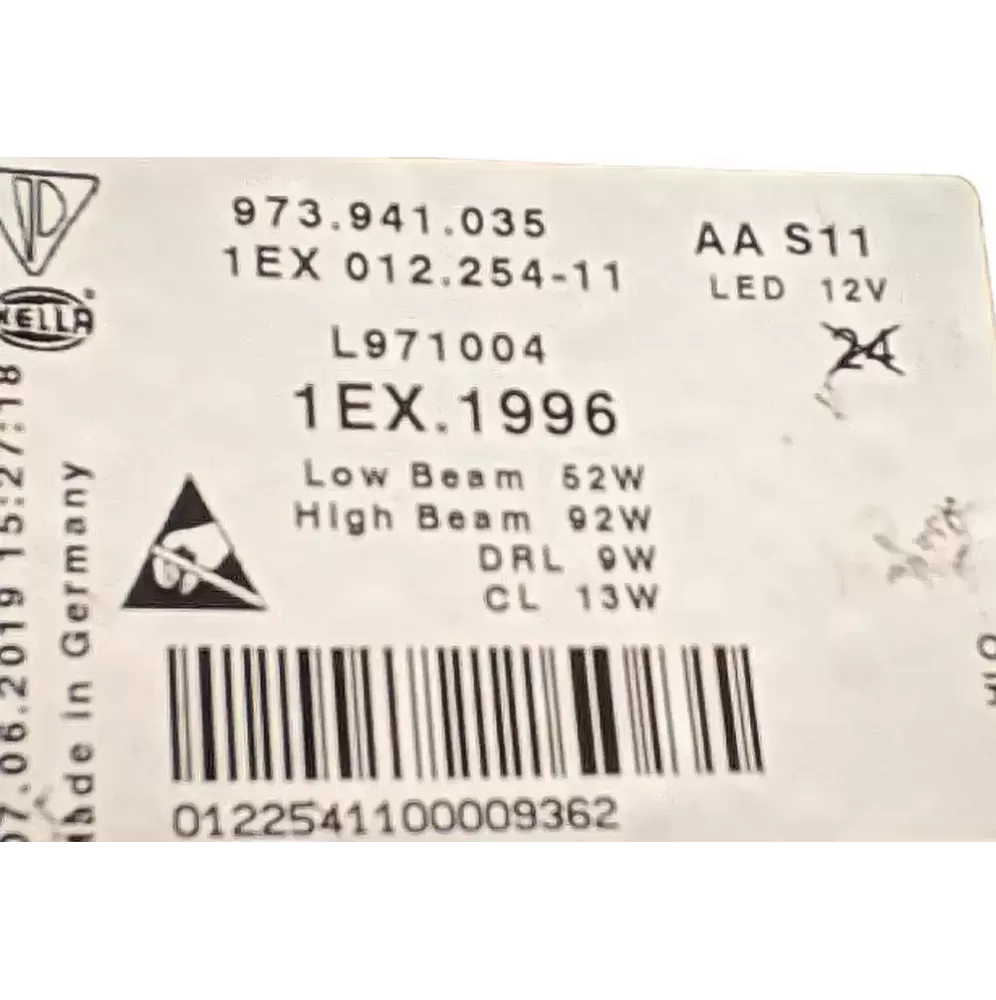 973.941.035
1EX 012.254-11
AA S11
LED 12V
24
HELLA
L971004
1EX.1996
Low Beam 52W
High Beam 92W
DRL 9W
CL 13W
07.06.2019 15:27:18
Made in Germany
0122541100009362